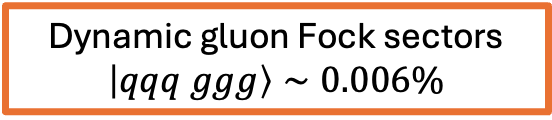 Dynamic gluon Fock sectors
|qqq ggg⟩ ~ 0.006%